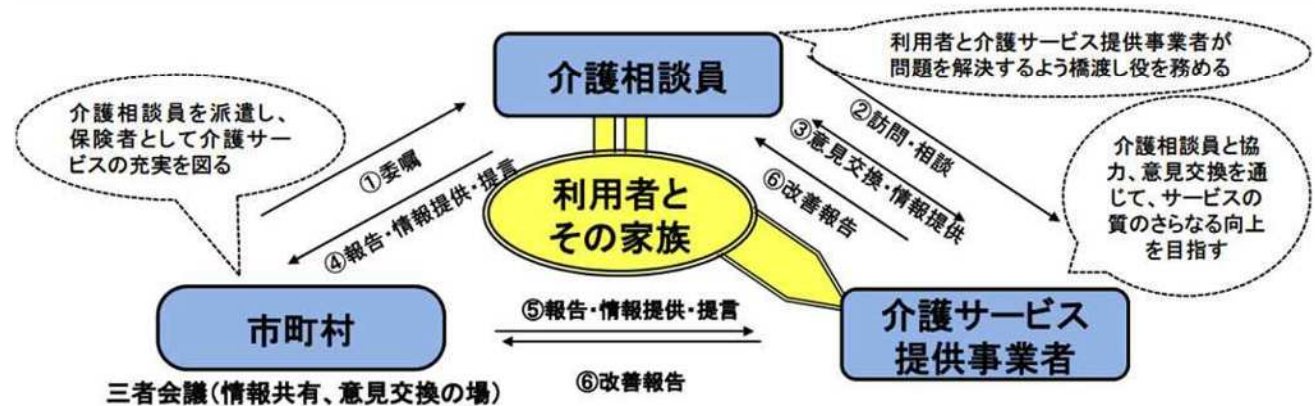 介護相談員
利用者と介護サービス提供事業者が
問題を解決するよう橋渡し役を務める
介護相談員を派遣し、
保険者として介護サー
ビスの充実を図る
①委嘱
④報告・情報提供・提言
利用者と
その家族
②訪問・相談
③意見交換・情報提供
⑥改善報告
介護相談員と協
力、意見交換を通
じて、サービスの
質のさらなる向上
を目指す
市町村
⑤報告・情報提供・提言
⑥改善報告
介護サービス
提供事業者
三者会議(情報共有、意見交換の場)